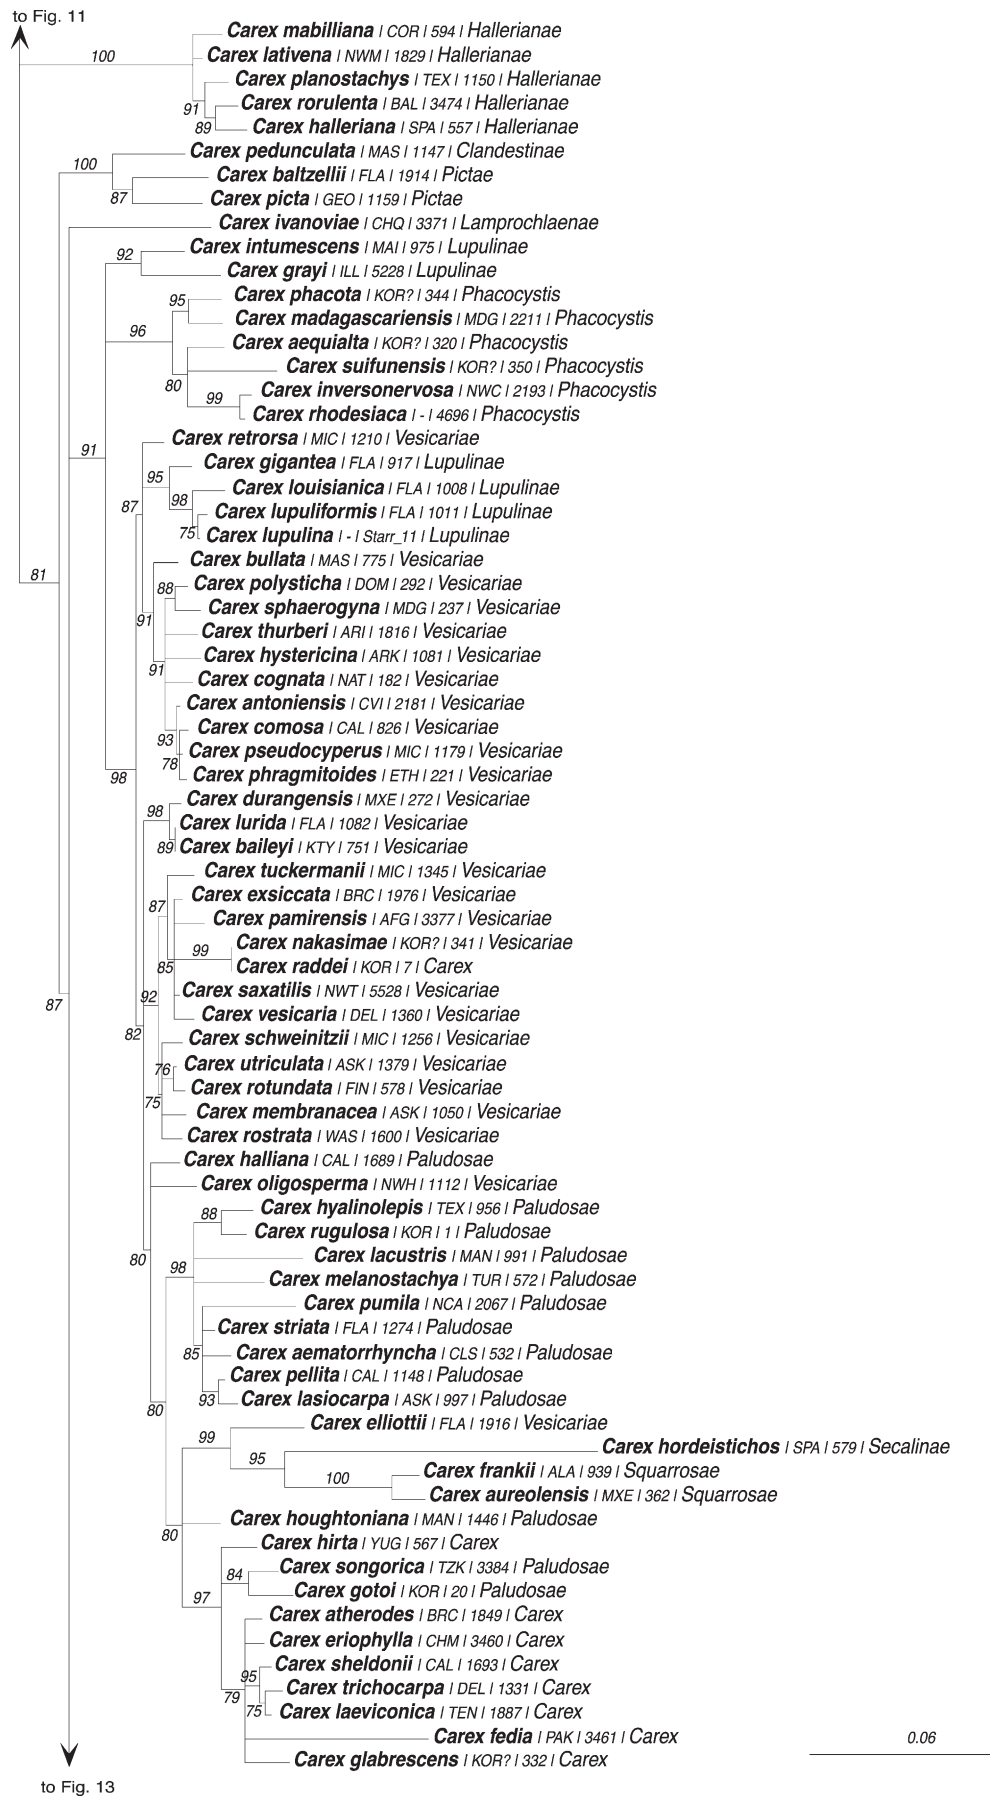 to Fig. 11
Carex mabilliana | COR | 594 | Hallerianae
100
Carex lativena | NWM | 1829 | Hallerianae
Carex planostachys | TEX | 1150 | Hallerianae
91
Carex rorulenta | BAL | 3474 | Hallerianae
89
Carex halleriana | SPA | 557 | Hallerianae
Carex pedunculata | MAS | 1147 | Clandestinae
100
Carex baltzellii | FLA | 1914 | Pictae
87
Carex picta | GEO | 1159 | Pictae
Carex ivanoviae | CHQ | 3371 | Lamprochlaenae
Carex intumescens | MAI | 975 | Lupulinae
92
Carex grayi | ILL | 5228 | Lupulinae
Carex phacota | KOR? | 344 | Phacocystis
95
Carex madagascariensis | MDG | 2211 | Phacocystis
96
Carex aequialta | KOR? | 320 | Phacocystis
Carex suifunensis | KOR? | 350 | Phacocystis
80
Carex inversonervosa | NWC | 2193 | Phacocystis
99
Carex rhodesiaca | - | 4696 | Phacocystis
Carex retrorsa | MIC | 1210 | Vesicariae
91
Carex gigantea | FLA | 917 | Lupulinae
95
Carex louisianica | FLA | 1008 | Lupulinae
98
87
Carex lupuliformis | FLA | 1011 | Lupulinae
75
Carex lupulina | - | Starr_11 | Lupulinae
Carex bullata | MAS | 775 | Vesicariae
81
Carex polysticha | DOM | 292 | Vesicariae
88
Carex sphaerogyna | MDG | 237 | Vesicariae
91
Carex thurberi | ARI | 1816 | Vesicariae
Carex hystericina | ARK | 1081 | Vesicariae
91
Carex cognata | NAT | 182 | Vesicariae
Carex antoniensis | CVI | 2181 | Vesicariae
Carex comosa | CAL | 826 | Vesicariae
93
Carex pseudocyperus | MIC | 1179 | Vesicariae
78
Carex phragmitoides | ETH | 221 | Vesicariae
98
Carex durangensis | MXE | 272 | Vesicariae
98
Carex lurida | FLA | 1082 | Vesicariae
89
Carex baileyi | KTY | 751 | Vesicariae
Carex tuckermanii | MIC | 1345 | Vesicariae
Carex exsiccata | BRC | 1976 | Vesicariae
87
Carex pamirensis | AFG | 3377 | Vesicariae
Carex nakasimae | KOR? | 341 | Vesicariae
99
85
Carex raddei | KOR | 7 | Carex
Carex saxatilis | NWT | 5528 | Vesicariae
92
87
Carex vesicaria | DEL | 1360 | Vesicariae
82
Carex schweinitzii | MIC | 1256 | Vesicariae
Carex utriculata | ASK | 1379 | Vesicariae
76
Carex rotundata | FIN | 578 | Vesicariae
75
Carex membranacea | ASK | 1050 | Vesicariae
Carex rostrata | WAS | 1600 | Vesicariae
Carex halliana | CAL | 1689 | Paludosae
Carex oligosperma | NWH | 1112 | Vesicariae
Carex hyalinolepis | TEX | 956 | Paludosae
88
Carex rugulosa | KOR | 1 | Paludosae
80
Carex lacustris | MAN | 991 | Paludosae
98
Carex melanostachya | TUR | 572 | Paludosae
Carex pumila | NCA | 2067 | Paludosae
Carex striata | FLA | 1274 | Paludosae
85
Carex aematorrhyncha | CLS | 532 | Paludosae
Carex pellita | CAL | 1148 | Paludosae
93
Carex lasiocarpa | ASK | 997 | Paludosae
80
Carex elliottii | FLA | 1916 | Vesicariae
99
Carex hordeistichos | SPA | 579 | Secalinae
95
Carex frankii | ALA | 939 | Squarrosae
100
Carex aureolensis | MXE | 362 | Squarrosae
Carex houghtoniana | MAN | 1446 | Paludosae
80
Carex hirta | YUG | 567 | Carex
Carex songorica | TZK | 3384 | Paludosae
84
Carex gotoi | KOR | 20 | Paludosae
97
Carex atherodes | BRC | 1849 | Carex
Carex eriophylla | CHM | 3460 | Carex
Carex sheldonii | CAL | 1693 | Carex
95
Carex trichocarpa | DEL | 1331 | Carex
79
75
Carex laeviconica | TEN | 1887 | Carex
Carex fedia | PAK | 3461 | Carex
0.06
Carex glabrescens | KOR? | 332 | Carex
to Fig. 13